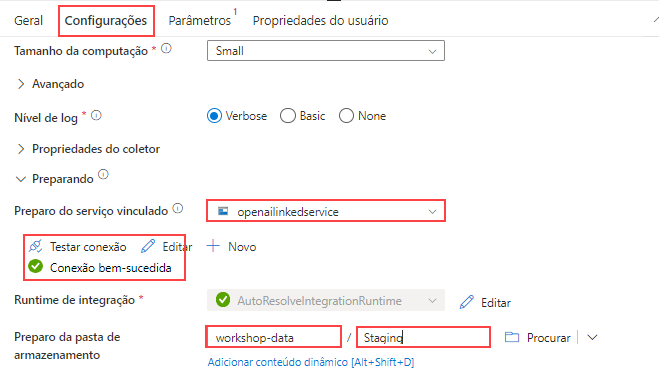 Geral Configurações Parâmetros 1 Propriedades do usuário
Tamanho da computação * Small
Avançado
Nível de log * Verbose Basic None
Propriedades do coletor
Preparando
Preparo do serviço vinculado openailinkedservice
Testar conexão Editar Novo
Conexão bem-sucedida
Runtime de integração * AutoResolveIntegrationRuntime Editar
Preparo da pasta de armazenamento workshop-data / Staging Procurar
Adicionar conteúdo dinâmico [Alt+Shift+D]